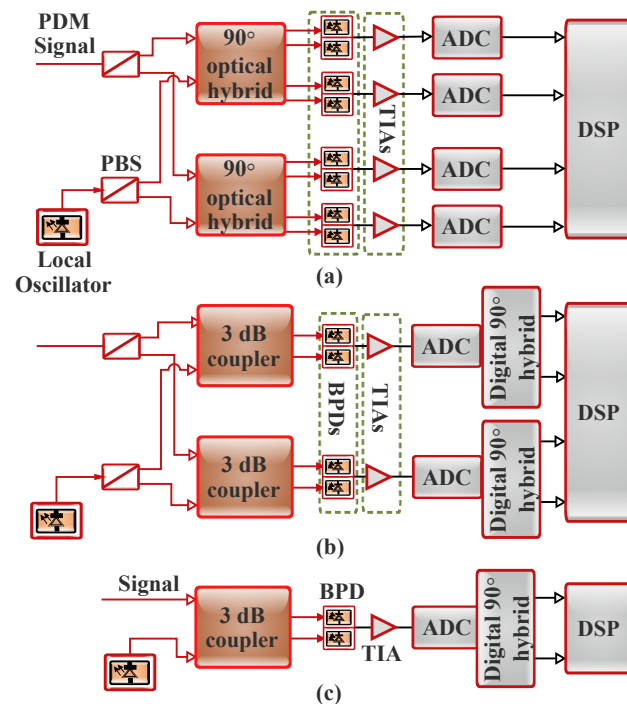 PDM
Signal
90°
optical
hybrid
TIAs
ADC
ADC
DSP
PBS
90°
optical
hybrid
ADC
ADC
Local
Oscillator
(a)
3 dB
coupler
BPDs
TIAs
ADC
Digital 90°
hybrid
DSP
3 dB
coupler
ADC
Digital 90°
hybrid
(b)
Signal
3 dB
coupler
BPD
TIA
ADC
Digital 90°
hybrid
DSP
(c)